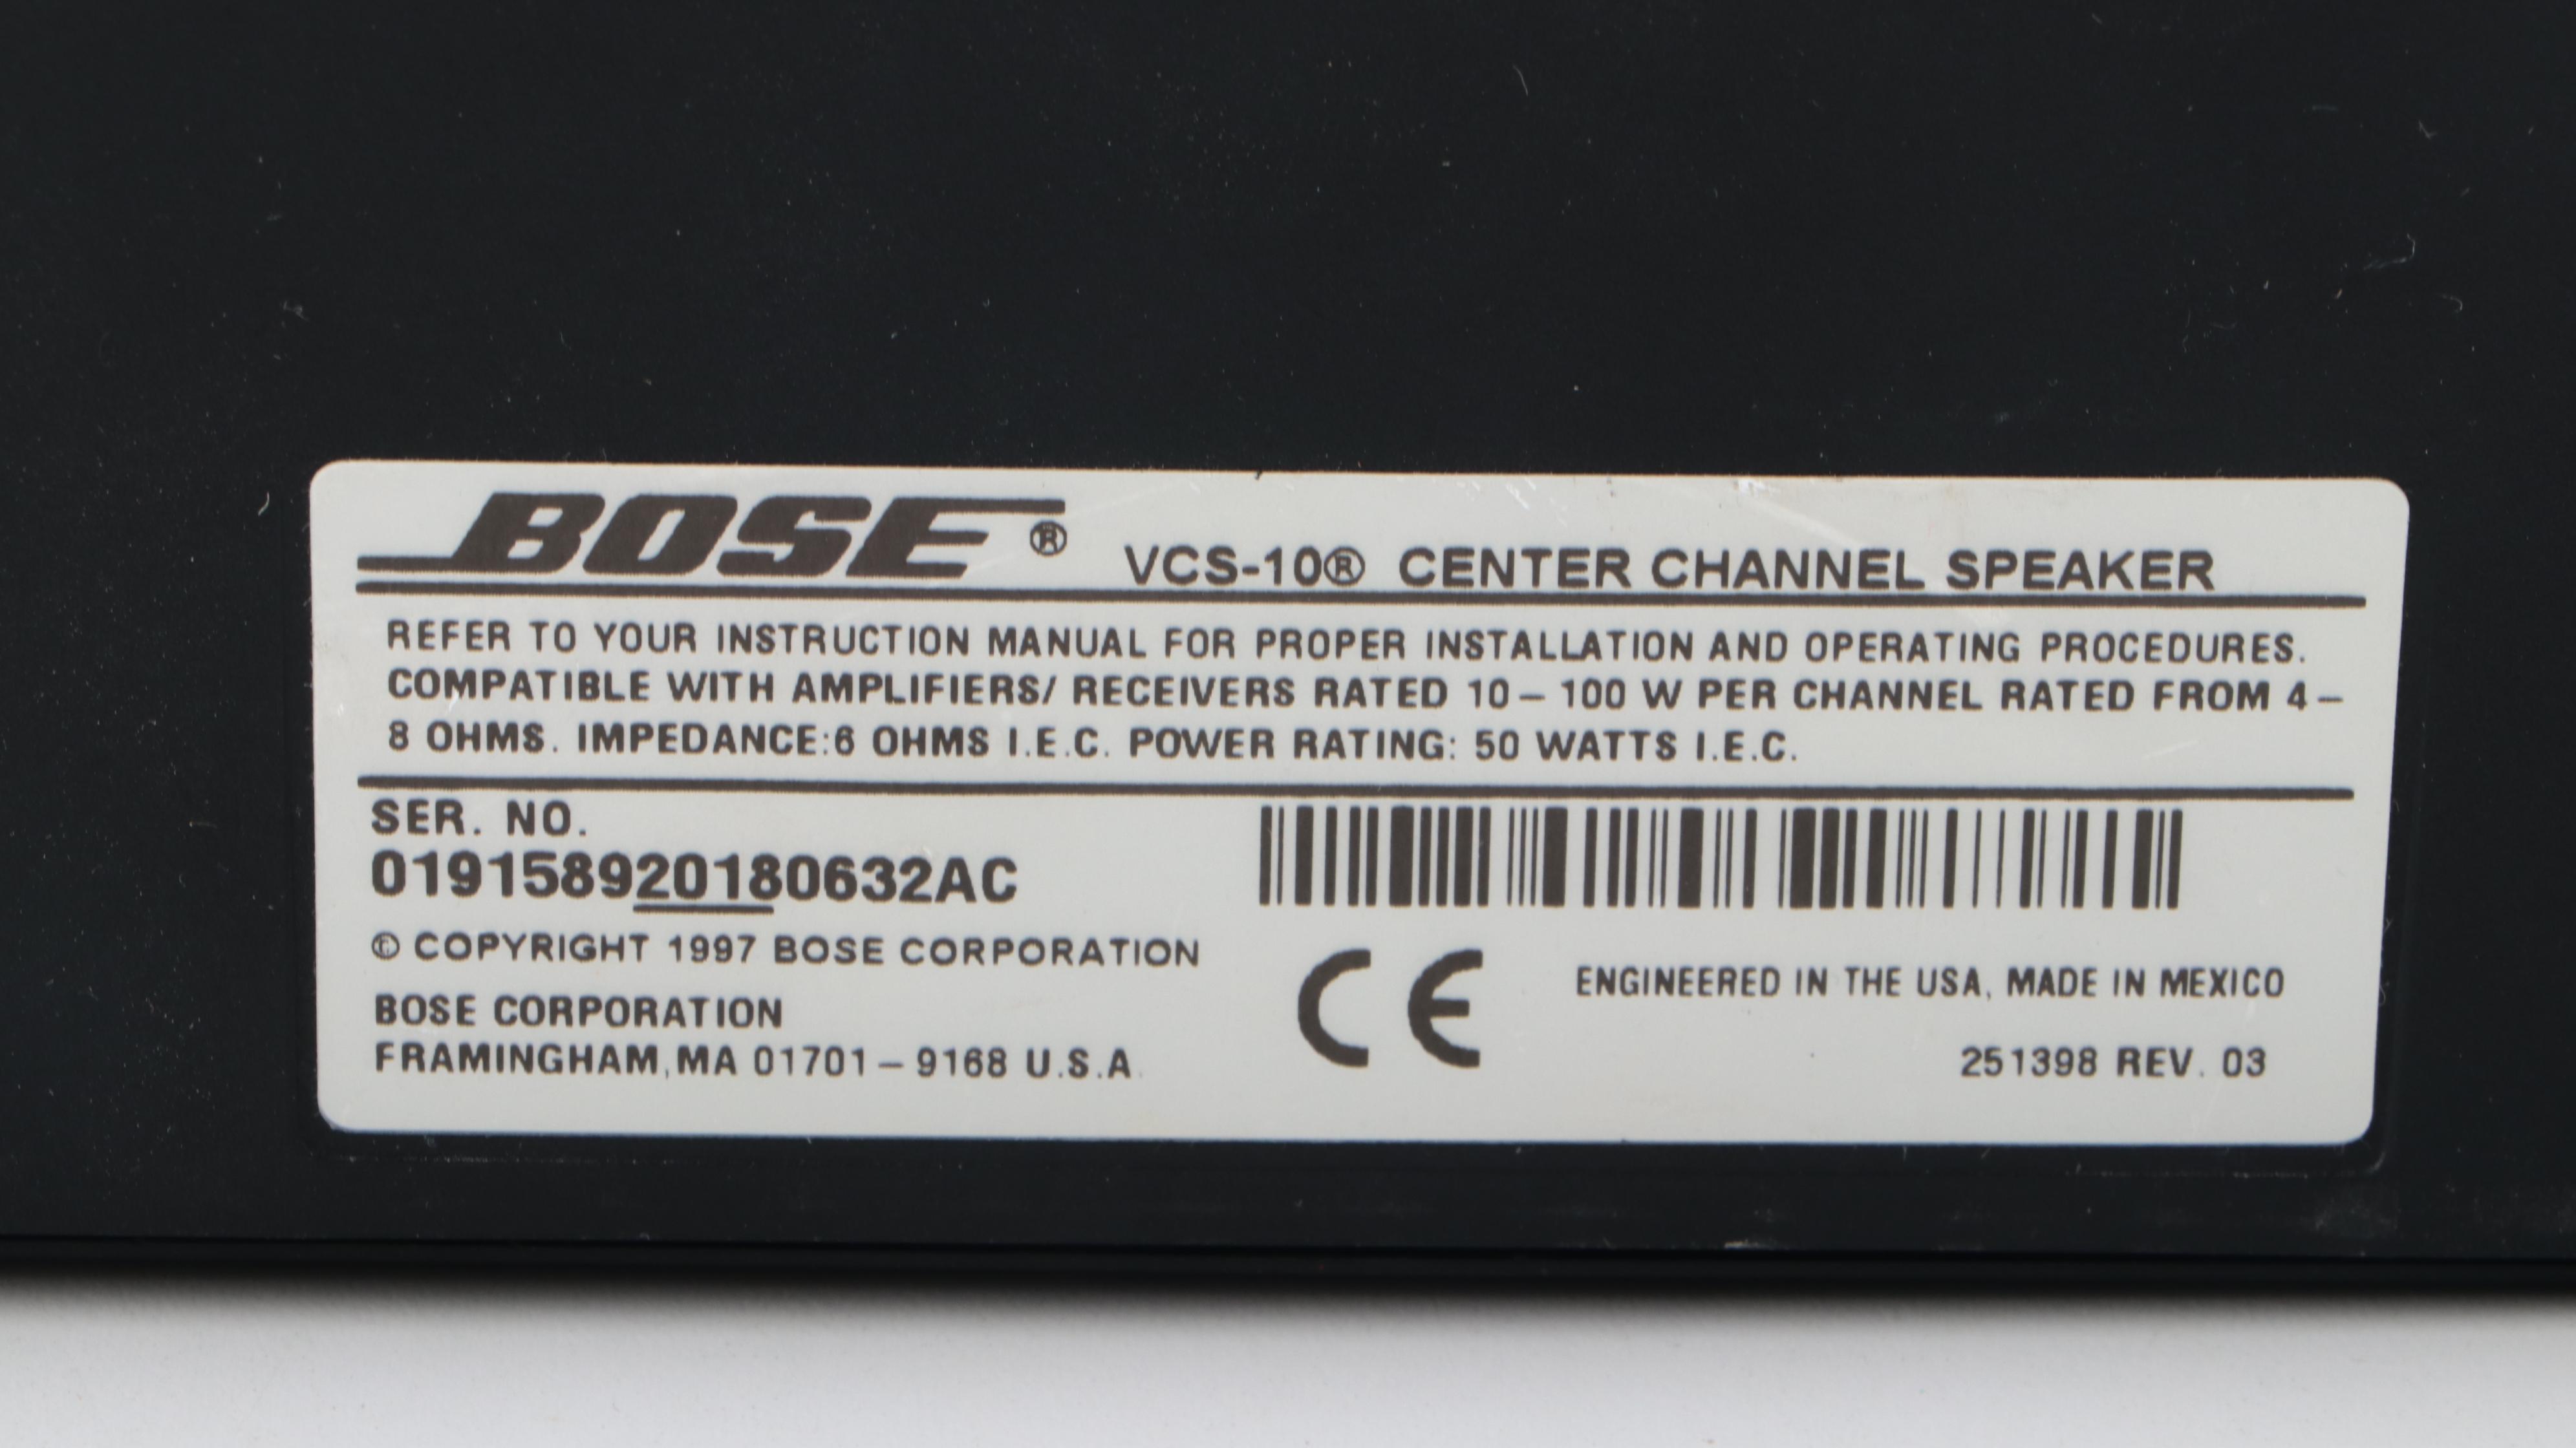 BOSE® VCS-10® CENTER CHANNEL SPEAKER
REFER TO YOUR INSTRUCTION MANUAL FOR PROPER INSTALLATION AND OPERATING PROCEDURES.
COMPATIBLE WITH AMPLIFIERS/ RECEIVERS RATED 10 – 100 W PER CHANNEL RATED FROM 4 –
8 OHMS. IMPEDANCE:6 OHMS I.E.C. POWER RATING: 50 WATTS I.E.C.
SER. NO.
019158920180632AC
© COPYRIGHT 1997 BOSE CORPORATION
BOSE CORPORATION
FRAMINGHAM,MA 01701 – 9168 U.S.A.
CE
ENGINEERED IN THE USA, MADE IN MEXICO
251398 REV. 03